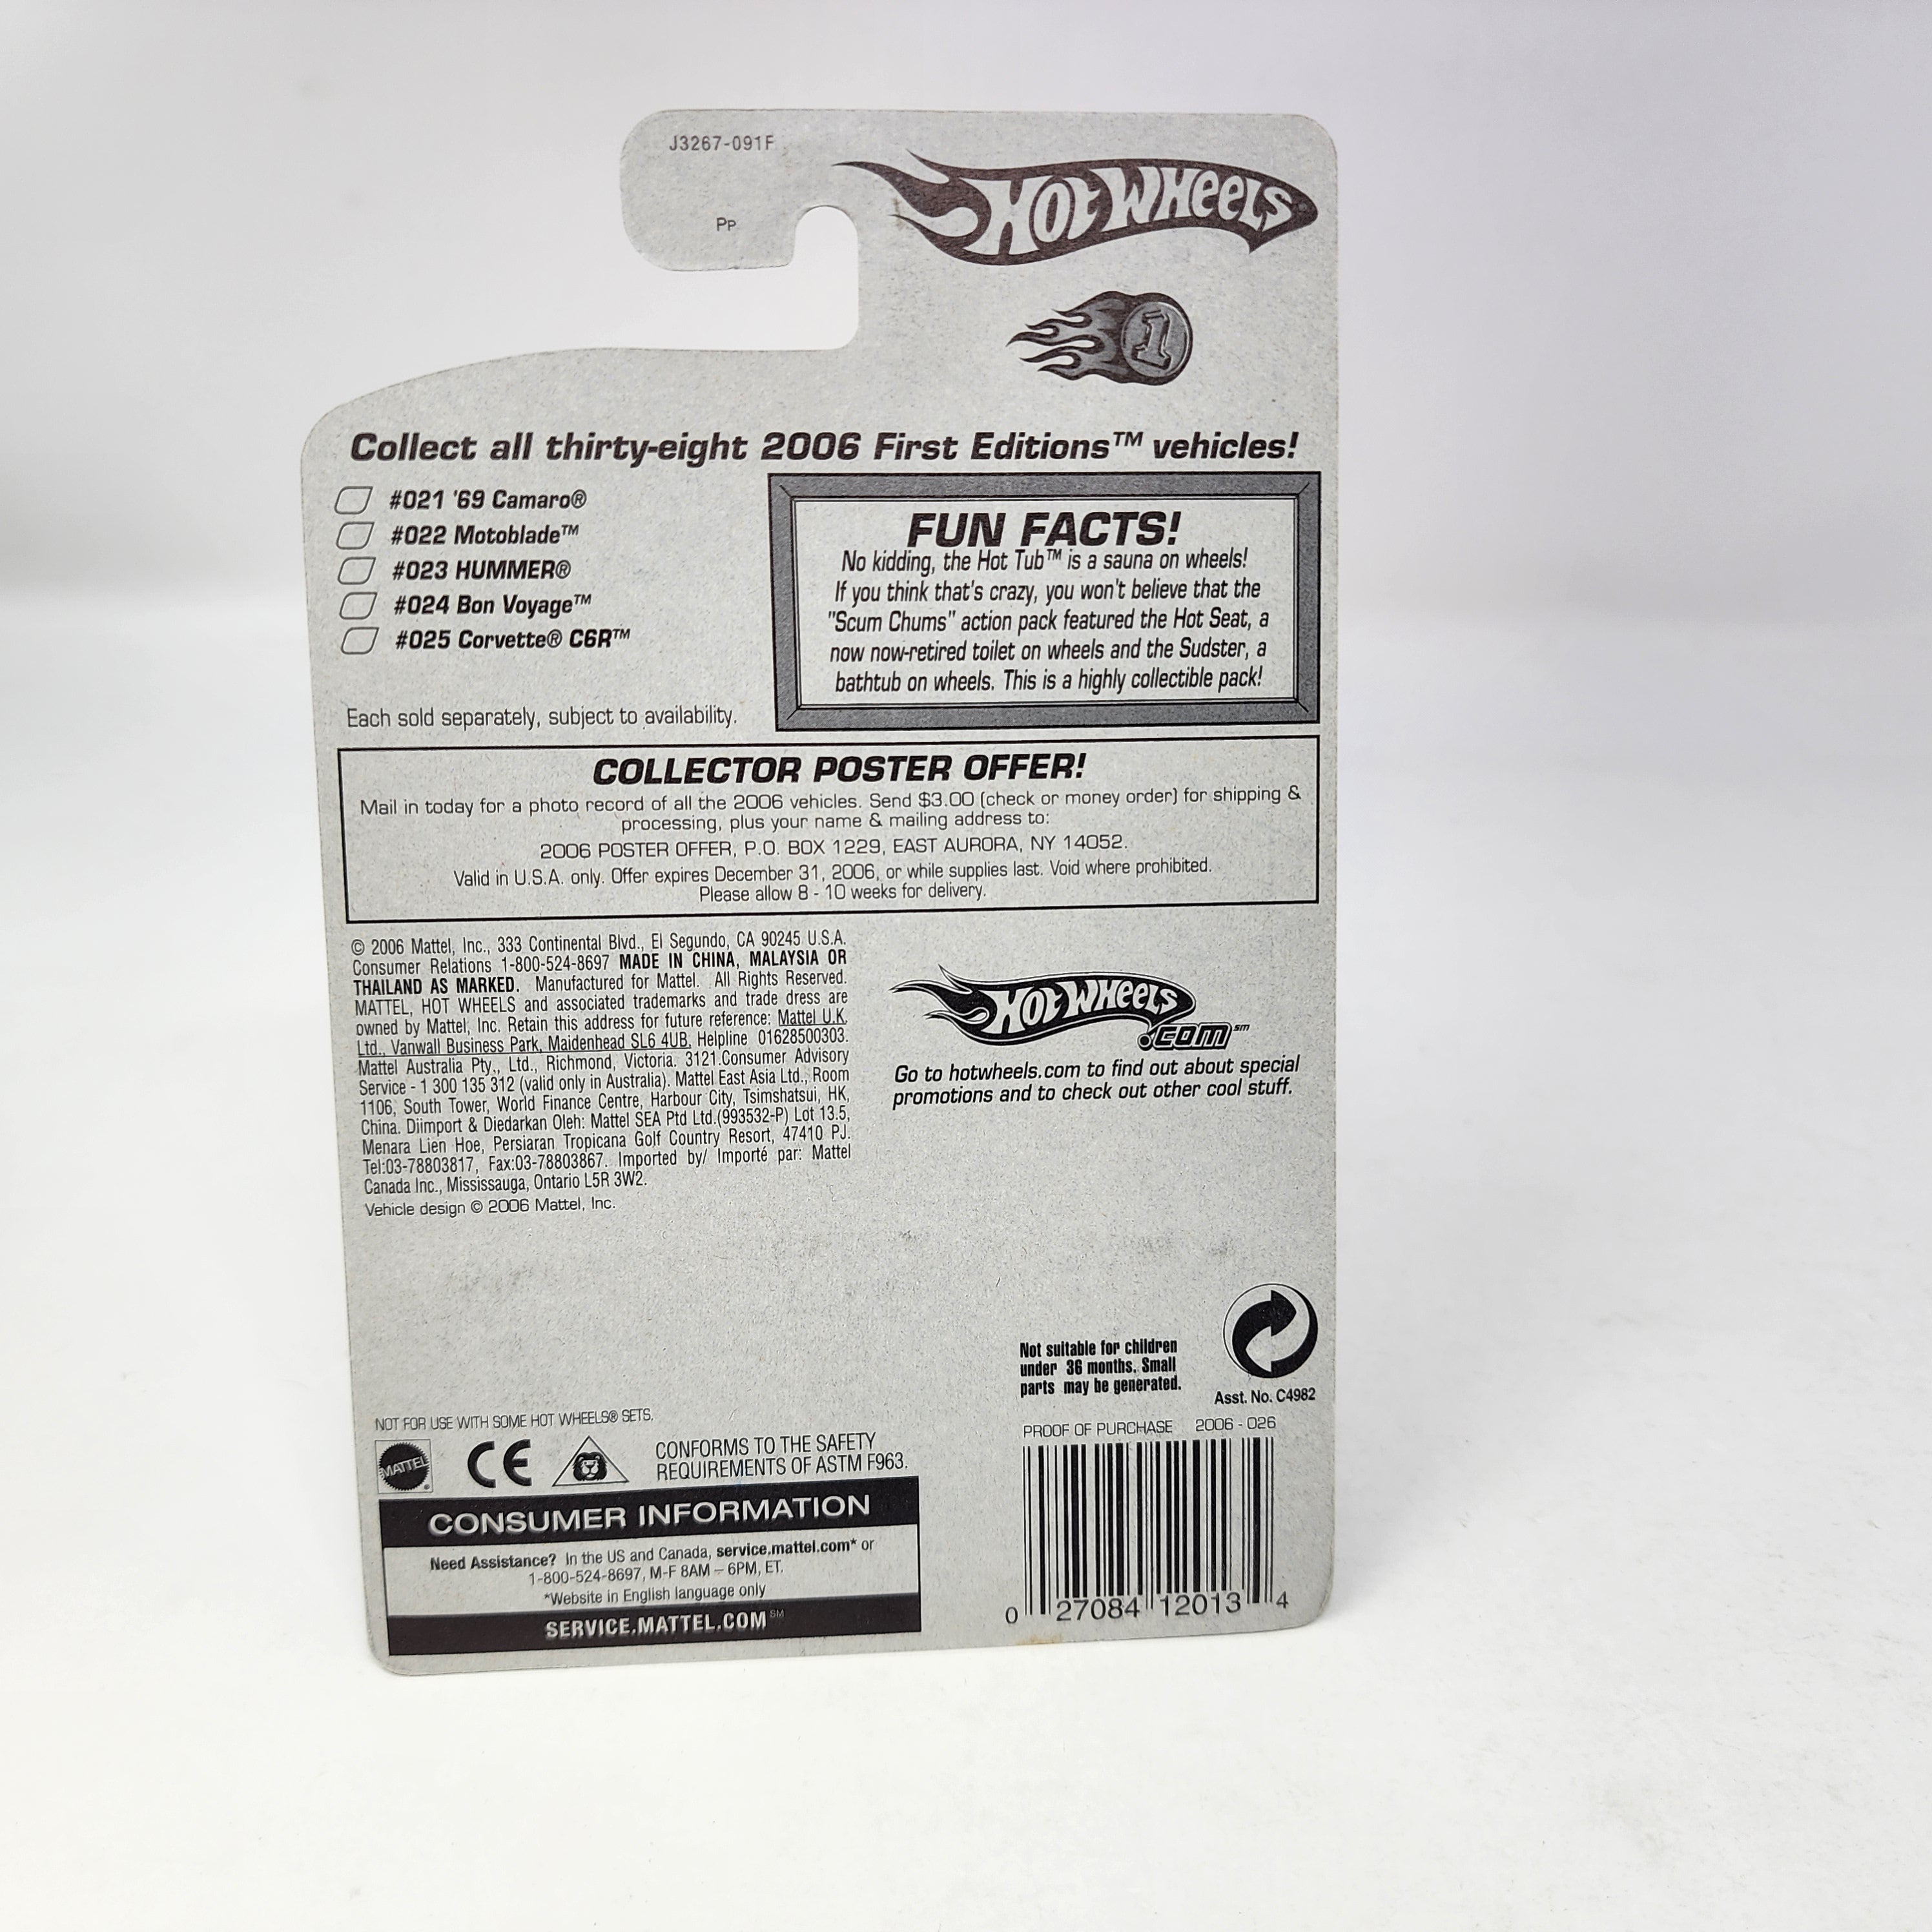 J3267-091F
PP
HOT WHEELS
1
Collect all thirty-eight 2006 First Editions™ vehicles!
#021 '69 Camaro®
#022 Motoblade™
#023 HUMMER®
#024 Bon Voyage™
#025 Corvette® C6R™
Each sold separately, subject to availability.
FUN FACTS!
No kidding, the Hot Tub™ is a sauna on wheels!
If you think that's crazy, you won't believe that the
"Scum Chums" action pack featured the Hot Seat, a
now now-retired toilet on wheels and the Sudster, a
bathtub on wheels. This is a highly collectible pack!
COLLECTOR POSTER OFFER!
Mail in today for a photo record of all the 2006 vehicles. Send $3.00 (check or money order) for shipping &
processing, plus your name & mailing address to:
2006 POSTER OFFER, P.O. BOX 1229, EAST AURORA, NY 14052.
Valid in U.S.A. only. Offer expires December 31, 2006, or while supplies last. Void where prohibited.
Please allow 8 - 10 weeks for delivery.
© 2006 Mattel, Inc., 333 Continental Blvd., El Segundo, CA 90245 U.S.A.
Consumer Relations 1-800-524-8697 MADE IN CHINA, MALAYSIA OR
THAILAND AS MARKED. Manufactured for Mattel. All Rights Reserved.
MATTEL, HOT WHEELS and associated trademarks and trade dress are
owned by Mattel, Inc. Retain this address for future reference: Mattel U.K.
Ltd., Vanwall Business Park, Maidenhead SL6 4UB. Helpline 01628500303.
Mattel Australia Pty., Ltd., Richmond, Victoria. 3121.Consumer Advisory
Service - 1 300 135 312 (valid only in Australia). Mattel East Asia Ltd., Room
1106, South Tower, World Finance Centre, Harbour City, Tsimshatsui, HK,
China. Diimport & Diedarkan Oleh: Mattel SEA Ptd Ltd.(993532-P) Lot 13.5,
Menara Lien Hoe, Persiaran Tropicana Golf Country Resort, 47410 PJ.
Tel:03-78803817, Fax:03-78803867. Imported by/ Importé par: Mattel
Canada Inc., Mississauga, Ontario L5R 3W2.
Vehicle design © 2006 Mattel, Inc.
HOT WHEELS
.COM℠
Go to hotwheels.com to find out about special
promotions and to check out other cool stuff.
Not suitable for children
under 36 months. Small
parts may be generated.
Asst. No. C4982
NOT FOR USE WITH SOME HOT WHEELS® SETS.
MATTEL®
CE
CONFORMS TO THE SAFETY
REQUIREMENTS OF ASTM F963.
CONSUMER INFORMATION
Need Assistance? In the US and Canada, service.mattel.com* or
1-800-524-8697, M-F 8AM – 6PM, ET.
*Website in English language only
SERVICE.MATTEL.COM℠
PROOF OF PURCHASE 2006 - 026
0 27084 12013 4